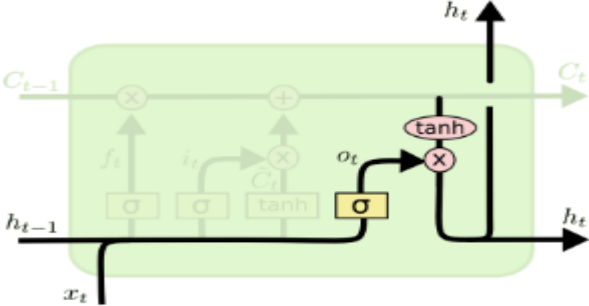 h_t
C_{t-1} × + C_t
tanh
f_t i_t × o_t ×
C̃_t
σ σ tanh σ
h_{t-1} h_t
x_t